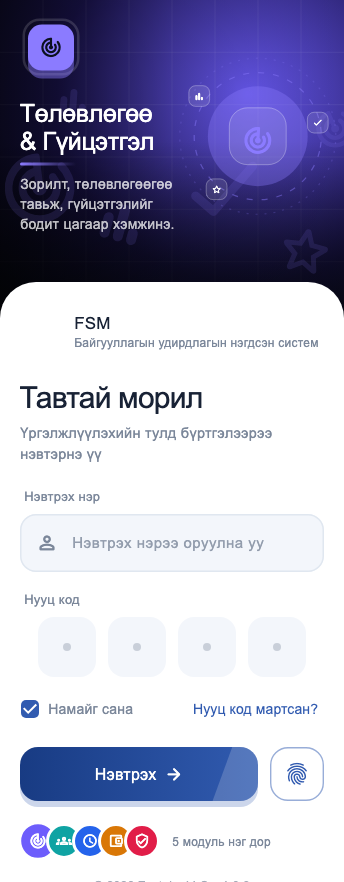 Төлөвлөгөө
& Гүйцэтгэл
Зорилт, төлөвлөгөөгөө
тавьж, гүйцэтгэлийг
бодит цагаар хэмжинэ.
FSM
Байгууллагын удирдлагын нэгдсэн систем
Тавтай морил
Үргэлжлүүлэхийн тулд бүртгэлээрээ
нэвтэрнэ үү
Нэвтрэх нэр
Нэвтрэх нэрээ оруулна уу
Нууц код
Намайг сана
Нууц код мартсан?
Нэвтрэх
5 модуль нэг дор